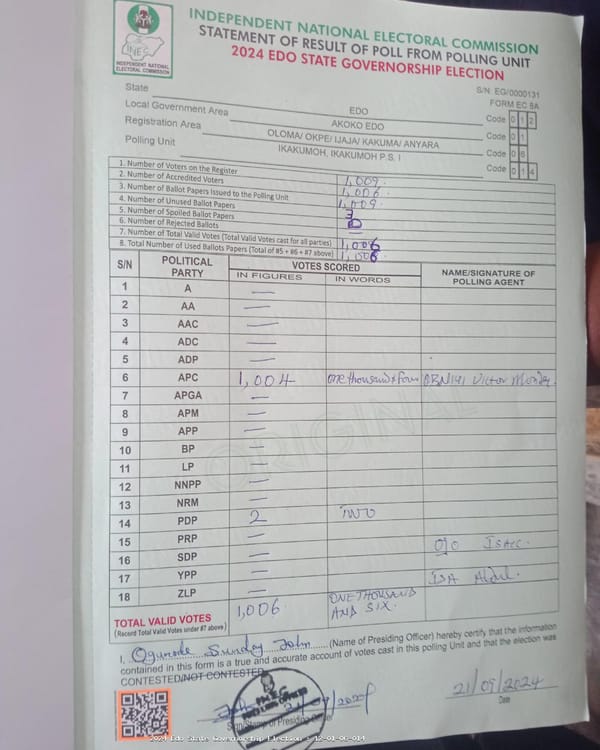 INDEPENDENT NATIONAL ELECTORAL COMMISSION
STATEMENT OF RESULT OF POLL FROM POLLING UNIT
2024 EDO STATE GOVERNORSHIP ELECTION
INEC
INDEPENDENT NATIONAL
ELECTORAL COMMISSION
S/N EG/0000131
FORM EC 8A
State EDO Code 0 1 2
Local Government Area AKOKO EDO Code 0 1
Registration Area OLOMA/ OKPE/ IJAJA/ KAKUMA/ ANYARA Code 0 6
Polling Unit IKAKUMOH, IKAKUMOH P.S. I Code 0 1 4
1. Number of Voters on the Register 1,009
2. Number of Accredited Voters 1,006
3. Number of Ballot Papers Issued to the Polling Unit 1,009
4. Number of Unused Ballot Papers 3
5. Number of Spoiled Ballot Papers
6. Number of Rejected Ballots —
7. Number of Total Valid Votes (Total Valid Votes cast for all parties) 1,006
8. Total Number of Used Ballots Papers (Total of #5 + #6 + #7 above) 1,006
S/N POLITICAL PARTY VOTES SCORED NAME/SIGNATURE OF POLLING AGENT
IN FIGURES IN WORDS
1 A —
2 AA —
3 AAC —
4 ADC —
5 ADP —
6 APC 1,004 One thousand & four Victor Monday
7 APGA —
8 APM —
9 APP —
10 BP —
11 LP —
12 NNPP —
13 NRM —
14 PDP 2 TWO
15 PRP —
16 SDP — Ojo Isaac.
17 YPP — ISA Abdul.
18 ZLP —
TOTAL VALID VOTES 1,006 ONE THOUSAND AND SIX.
(Record Total Valid Votes under #7 above)
ORIGINAL
I, Ogunode Sunday John (Name of Presiding Officer) hereby certify that the information
contained in this form is a true and accurate account of votes cast in this polling Unit and that the election was
CONTESTED/NOT CONTESTED
21/09/2024
Date
2024 Edo State Governorship Election - 12-01-06-014